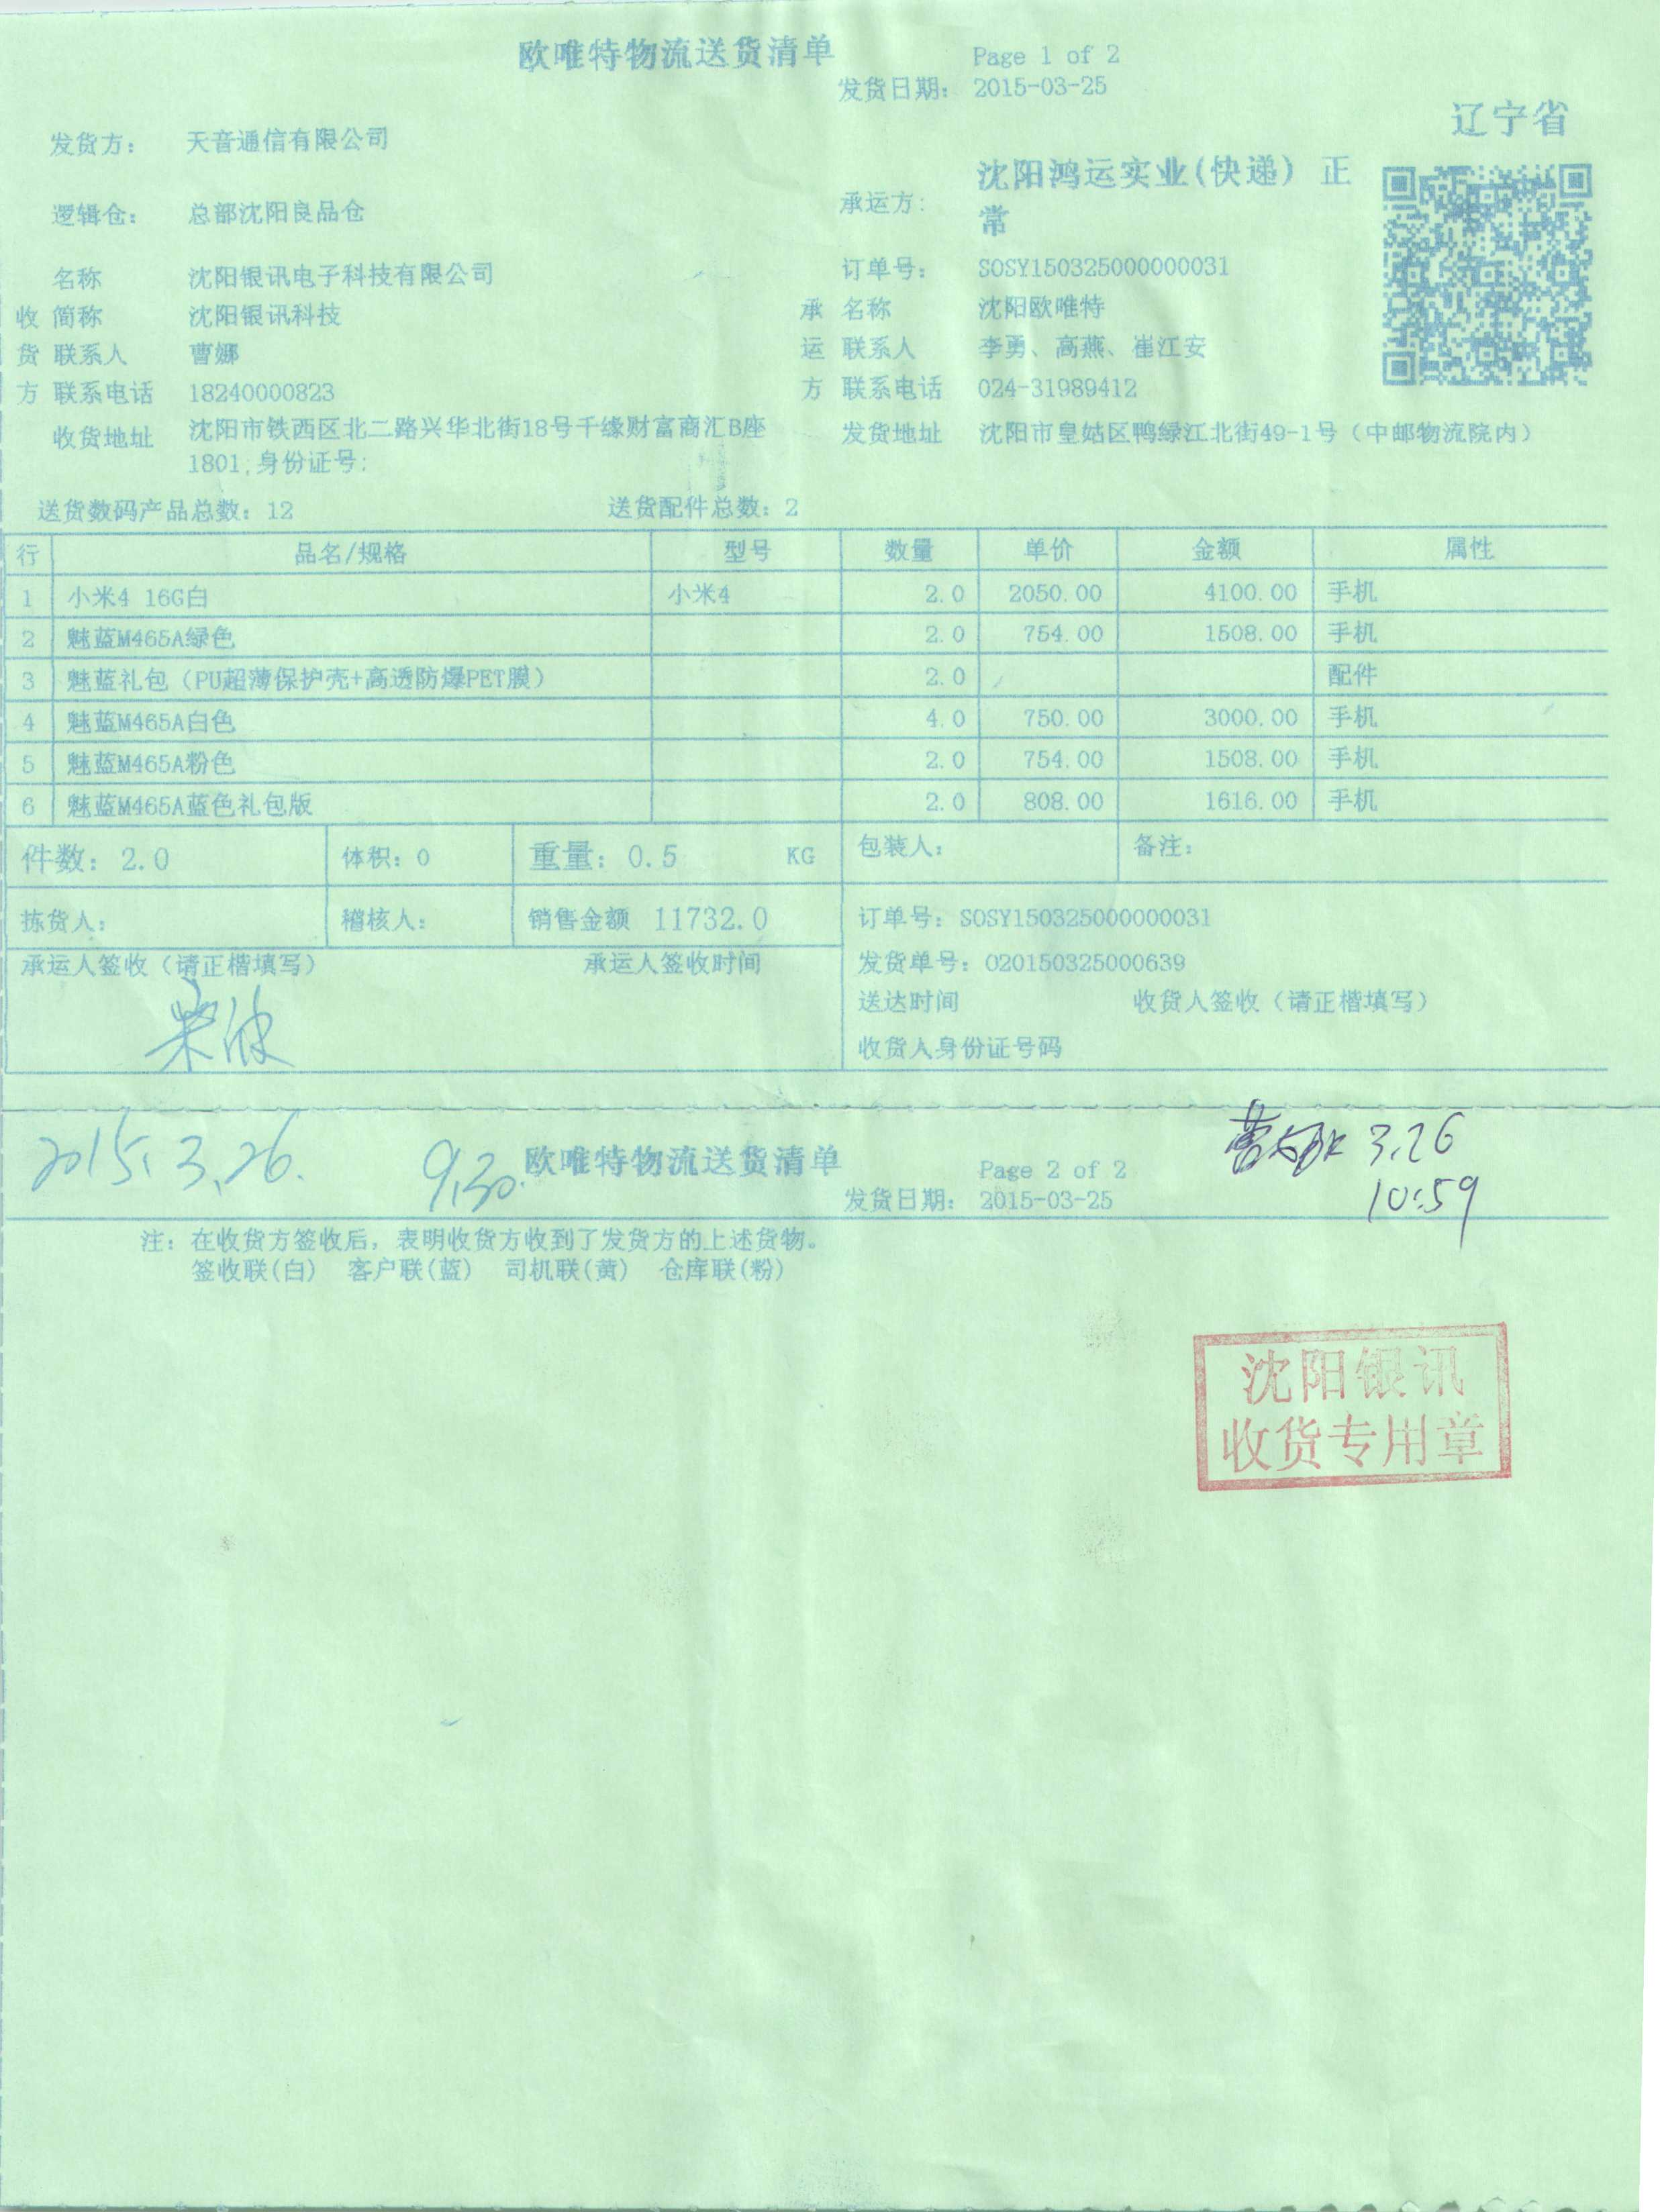 欧唯特物流送货清单 Page 1 of 2
发货日期： 2015-03-25
辽宁省
发货方： 天音通信有限公司
承运方： 沈阳鸿运实业(快递) 正
常
逻辑仓： 总部沈阳良品仓
名称 沈阳银讯电子科技有限公司 订单号： SOSY150325000000031
收 简称 沈阳银讯科技 承 名称 沈阳欧唯特
货 联系人 曹娜 运 联系人 李勇、高燕、崔江安
方 联系电话 18240000823 方 联系电话 024-31989412
收货地址 沈阳市铁西区北二路兴华北街18号千缘财富商汇B座 发货地址 沈阳市皇姑区鸭绿江北街49-1号（中邮物流院内）
1801;身份证号：
送货数码产品总数：12 送货配件总数：2
行 品名/规格 型号 数量 单价 金额 属性
1 小米4 16G白 小米4 2.0 2050.00 4100.00 手机
2 魅蓝M465A绿色 2.0 754.00 1508.00 手机
3 魅蓝礼包（PU超薄保护壳+高透防爆PET膜） 2.0 配件
4 魅蓝M465A白色 4.0 750.00 3000.00 手机
5 魅蓝M465A粉色 2.0 754.00 1508.00 手机
6 魅蓝M465A蓝色礼包版 2.0 808.00 1616.00 手机
件数：2.0 体积：0 重量：0.5 KG 包装人： 备注：
拣货人： 稽核人： 销售金额 11732.0 订单号：SOSY150325000000031
承运人签收（请正楷填写） 承运人签收时间 发货单号：020150325000639
送达时间 收货人签收（请正楷填写）
收货人身份证号码
2015.3.26. 9.30. 欧唯特物流送货清单 Page 2 of 2 3.26
发货日期： 2015-03-25 10:59
注：在收货方签收后，表明收货方收到了发货方的上述货物。
签收联(白) 客户联(蓝) 司机联(黄) 仓库联(粉)
沈阳银讯
收货专用章